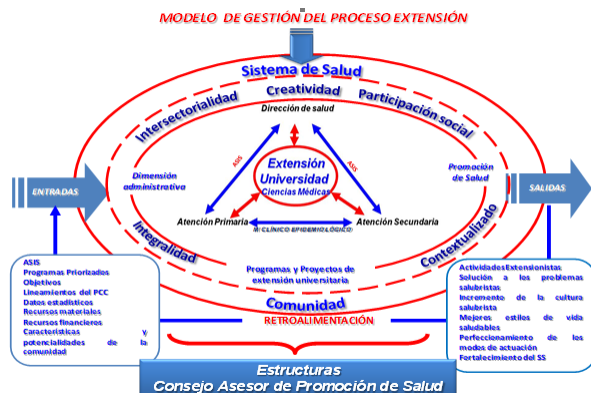 MODELO DE GESTIÓN DEL PROCESO EXTENSIÓN
Sistema de Salud
Creatividad
Intersectorialidad
Participación social
Dirección de salud
ASIS
ASIS
Extensión
Universidad
Ciencias Médicas
Dimensión
administrativa
Promoción
de Salud
ENTRADAS
SALIDAS
Atención Primaria
Atención Secundaria
M. CLÍNICO EPIDEMIOLÓGICO
Integralidad
Contextualizado
Programas y Proyectos de
extensión universitaria
Comunidad
RETROALIMENTACIÓN
ASIS
Programas Priorizados
Objetivos
Lineamientos del PCC
Datos estadísticos
Recursos materiales
Recursos financieros
Características y
potencialidades de la
comunidad
Actividades Extensionistas
Solución a los problemas
salubristas
Incremento de la cultura
salubrista
Mejores estilos de vida
saludables
Perfeccionamiento de los
modos de actuación
Fortalecimiento del SS
Estructuras
Consejo Asesor de Promoción de Salud